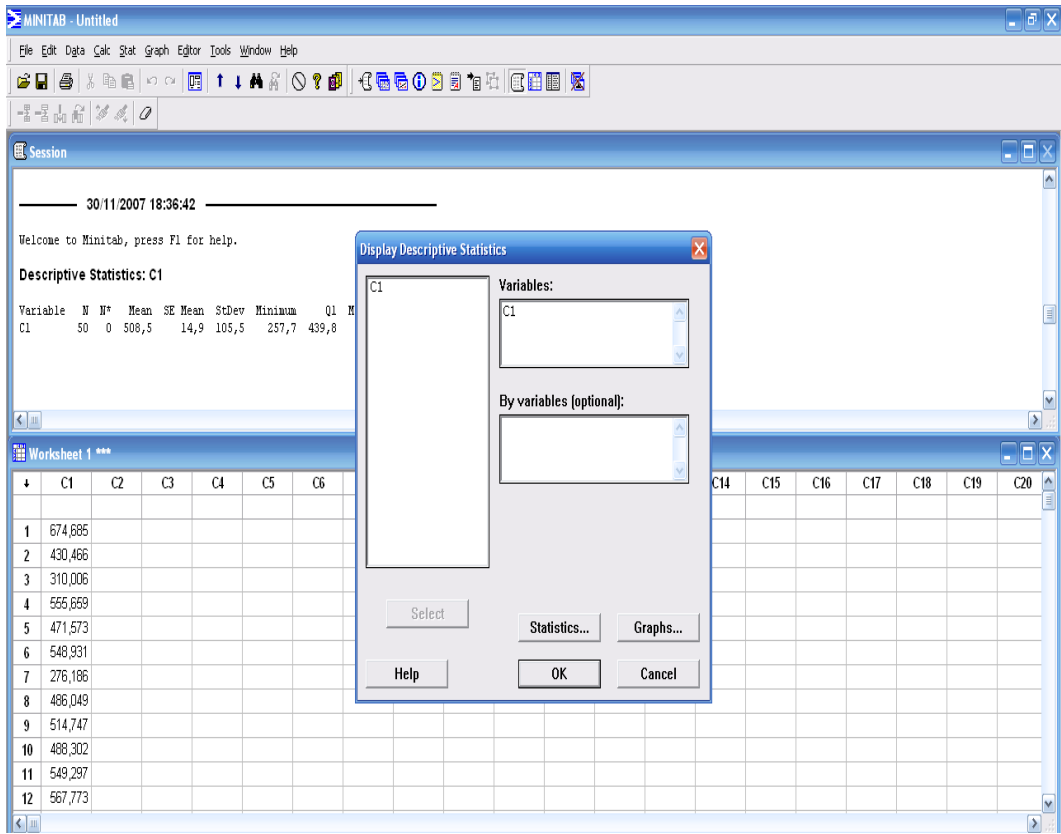 MINITAB - Untitled
File Edit Data Calc Stat Graph Editor Tools Window Help
Session
30/11/2007 18:36:42
Welcome to Minitab, press F1 for help.
Descriptive Statistics: C1
Variable N N* Mean SE Mean StDev Minimum Q1 M
C1 50 0 508,5 14,9 105,5 257,7 439,8
Display Descriptive Statistics
C1
Variables:
C1
By variables (optional):
Select
Statistics...
Graphs...
Help
OK
Cancel
Worksheet 1 ***
C1 C2 C3 C4 C5 C6 C14 C15 C16 C17 C18 C19 C20
1 674,685
2 430,466
3 310,006
4 555,659
5 471,573
6 548,931
7 276,186
8 486,049
9 514,747
10 488,302
11 549,297
12 567,773